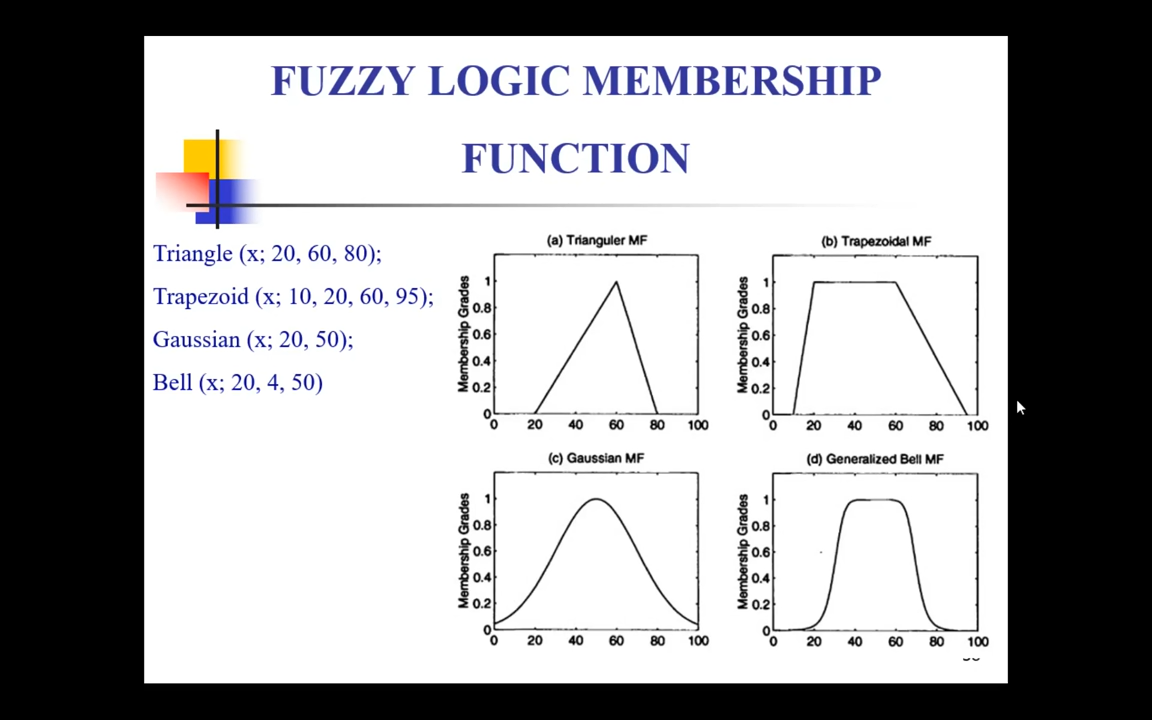 FUZZY LOGIC MEMBERSHIP
FUNCTION
Triangle (x; 20, 60, 80);
Trapezoid (x; 10, 20, 60, 95);
Gaussian (x; 20, 50);
Bell (x; 20, 4, 50)
(a) Trianguler MF
Membership Grades
1
0.8
0.6
0.4
0.2
0
0 20 40 60 80 100
(b) Trapezoidal MF
Membership Grades
1
0.8
0.6
0.4
0.2
0
0 20 40 60 80 100
(c) Gaussian MF
Membership Grades
1
0.8
0.6
0.4
0.2
0
0 20 40 60 80 100
(d) Generalized Bell MF
Membership Grades
1
0.8
0.6
0.4
0.2
0
0 20 40 60 80 100